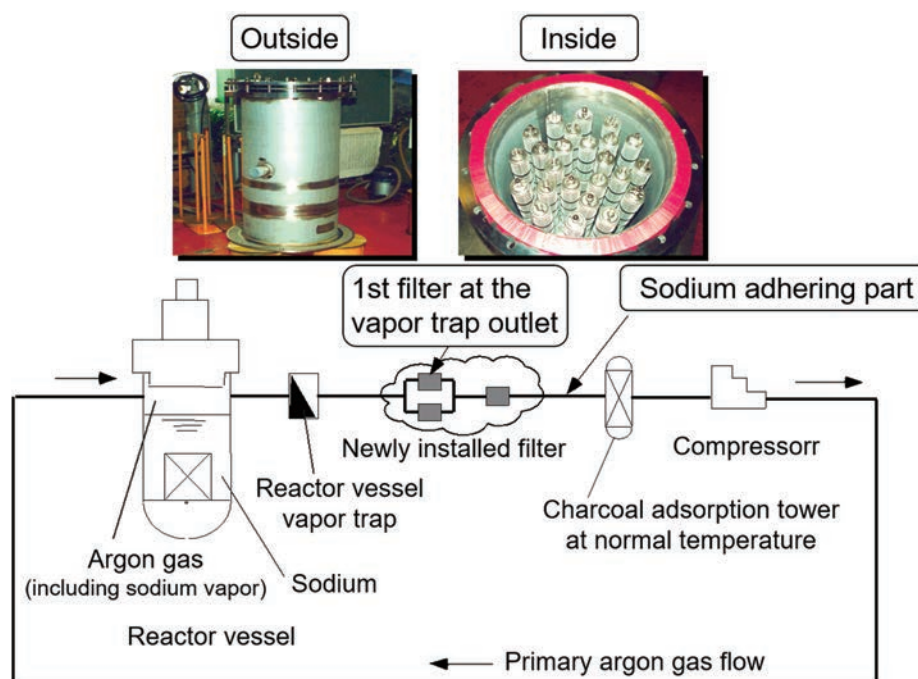 Outside
Inside
1st filter at the
vapor trap outlet
Sodium adhering part
Newly installed filter
Compressorr
Reactor vessel
vapor trap
Charcoal adsorption tower
at normal temperature
Argon gas
(including sodium vapor)
Sodium
Reactor vessel
Primary argon gas flow